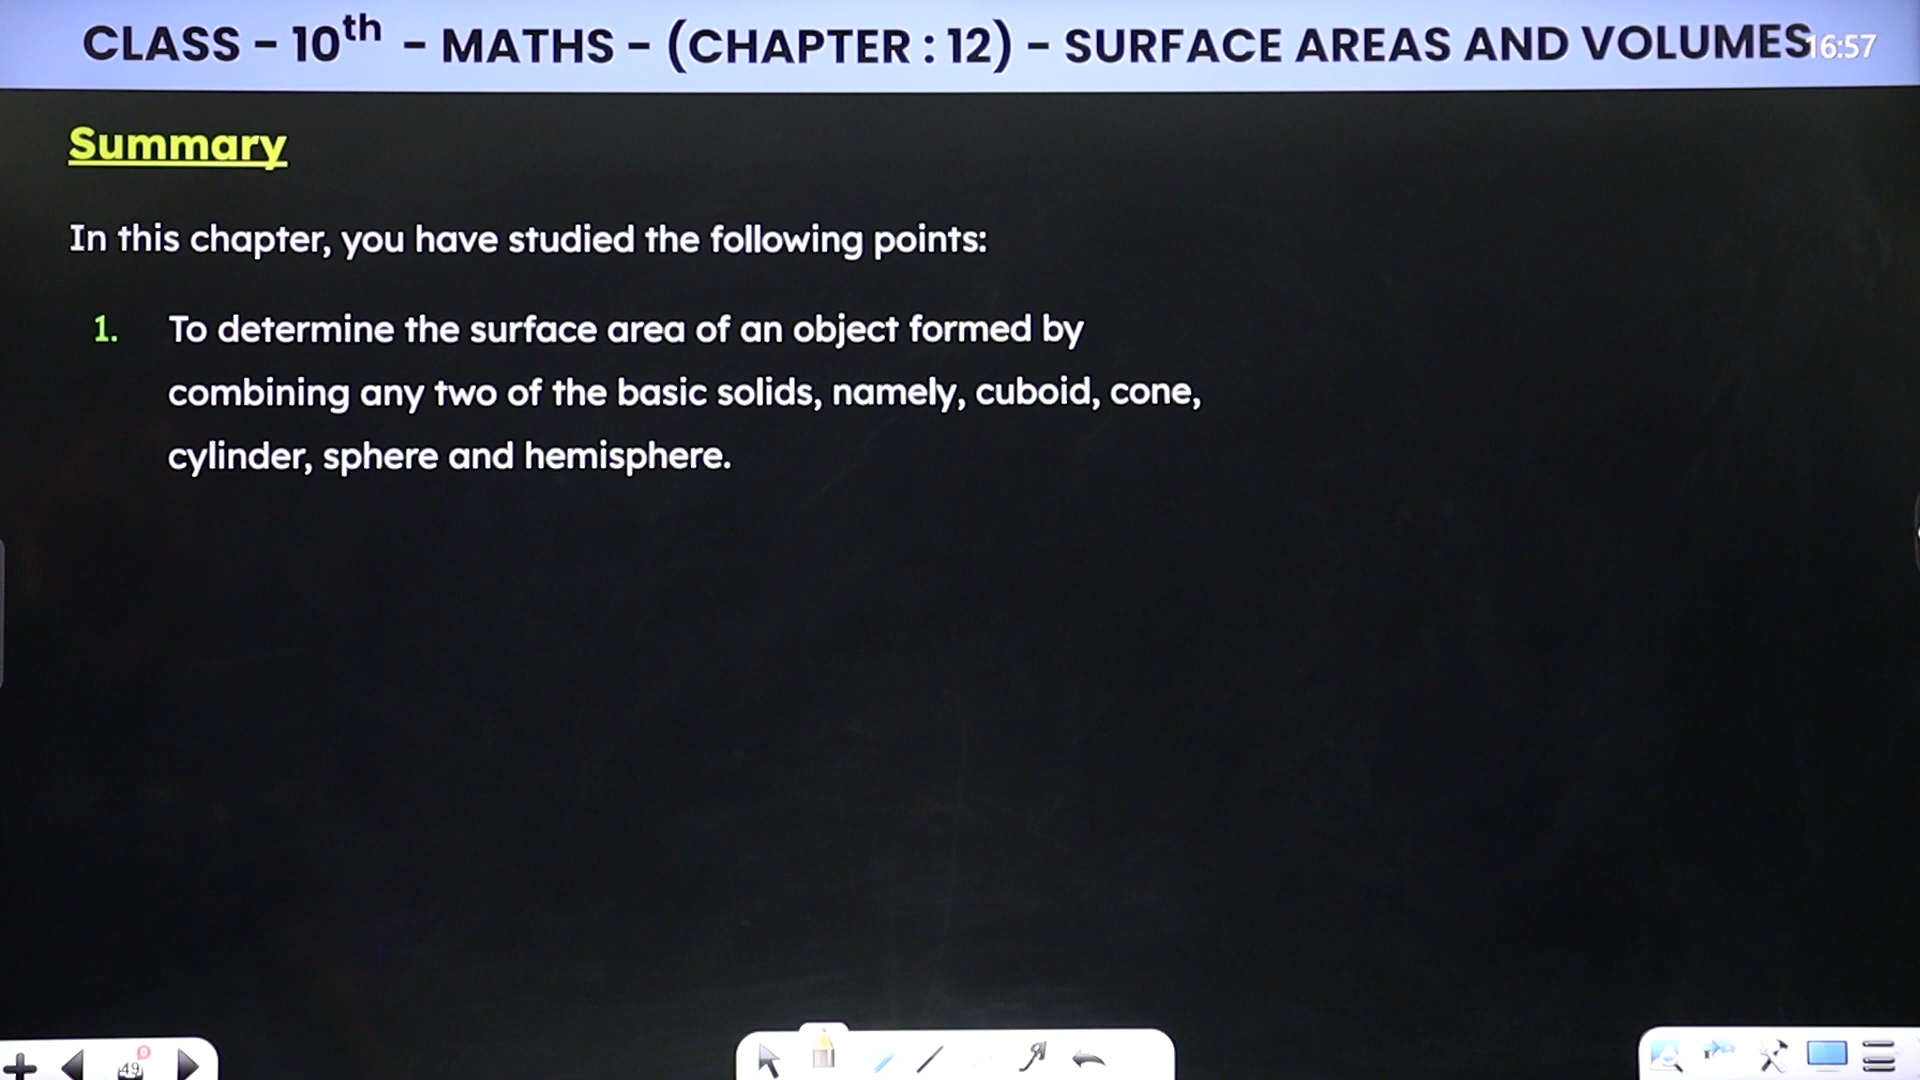 CLASS – 10th – MATHS – (CHAPTER : 12) – SURFACE AREAS AND VOLUMES
16:57
Summary
In this chapter, you have studied the following points:
1. To determine the surface area of an object formed by
combining any two of the basic solids, namely, cuboid, cone,
cylinder, sphere and hemisphere.
49
0